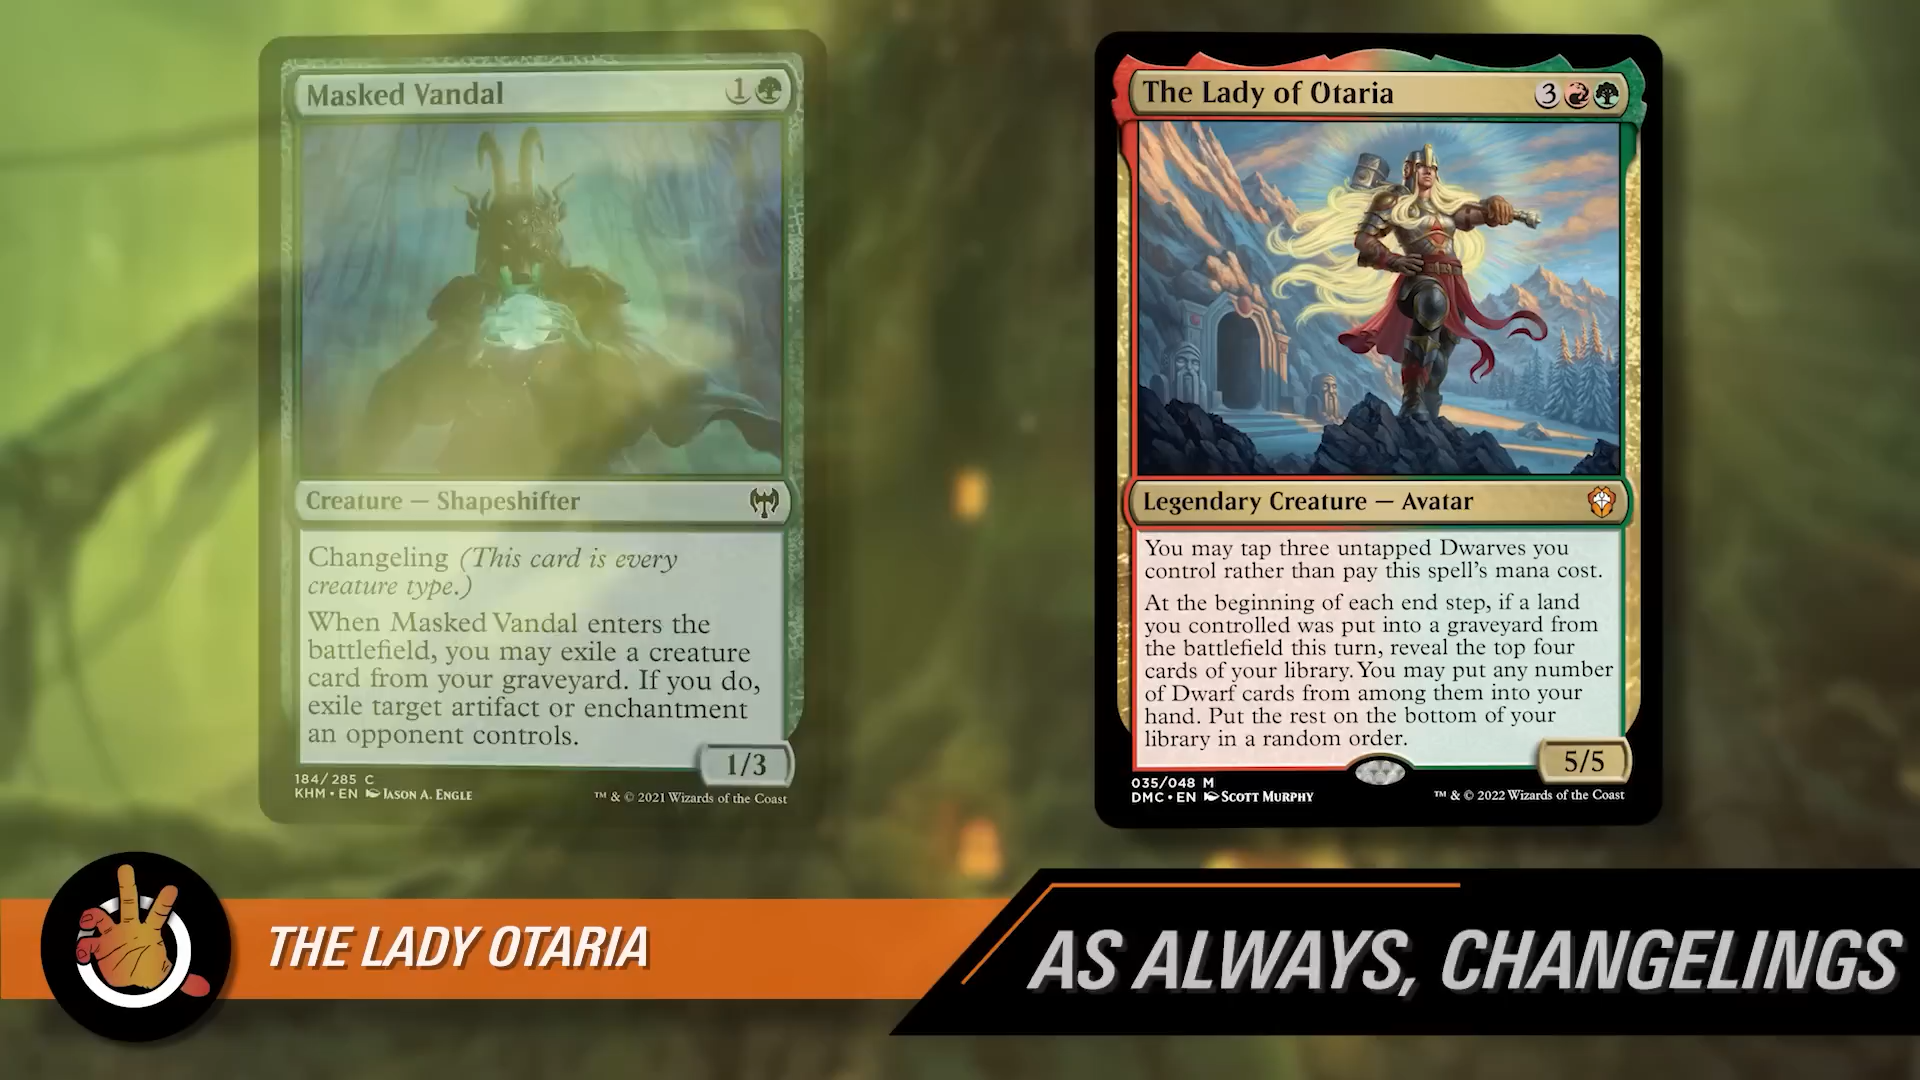 Masked Vandal
1
Creature — Shapeshifter
Changeling (This card is every
creature type.)
When Masked Vandal enters the
battlefield, you may exile a creature
card from your graveyard. If you do,
exile target artifact or enchantment
an opponent controls.
1/3
184/285 C
KHM • EN Jason A. Engle
™ & © 2021 Wizards of the Coast
The Lady of Otaria
3
Legendary Creature — Avatar
You may tap three untapped Dwarves you
control rather than pay this spell's mana cost.
At the beginning of each end step, if a land
you controlled was put into a graveyard from
the battlefield this turn, reveal the top four
cards of your library. You may put any number
of Dwarf cards from among them into your
hand. Put the rest on the bottom of your
library in a random order.
5/5
035/048 M
DMC • EN Scott Murphy
™ & © 2022 Wizards of the Coast
THE LADY OTARIA
AS ALWAYS, CHANGELINGS